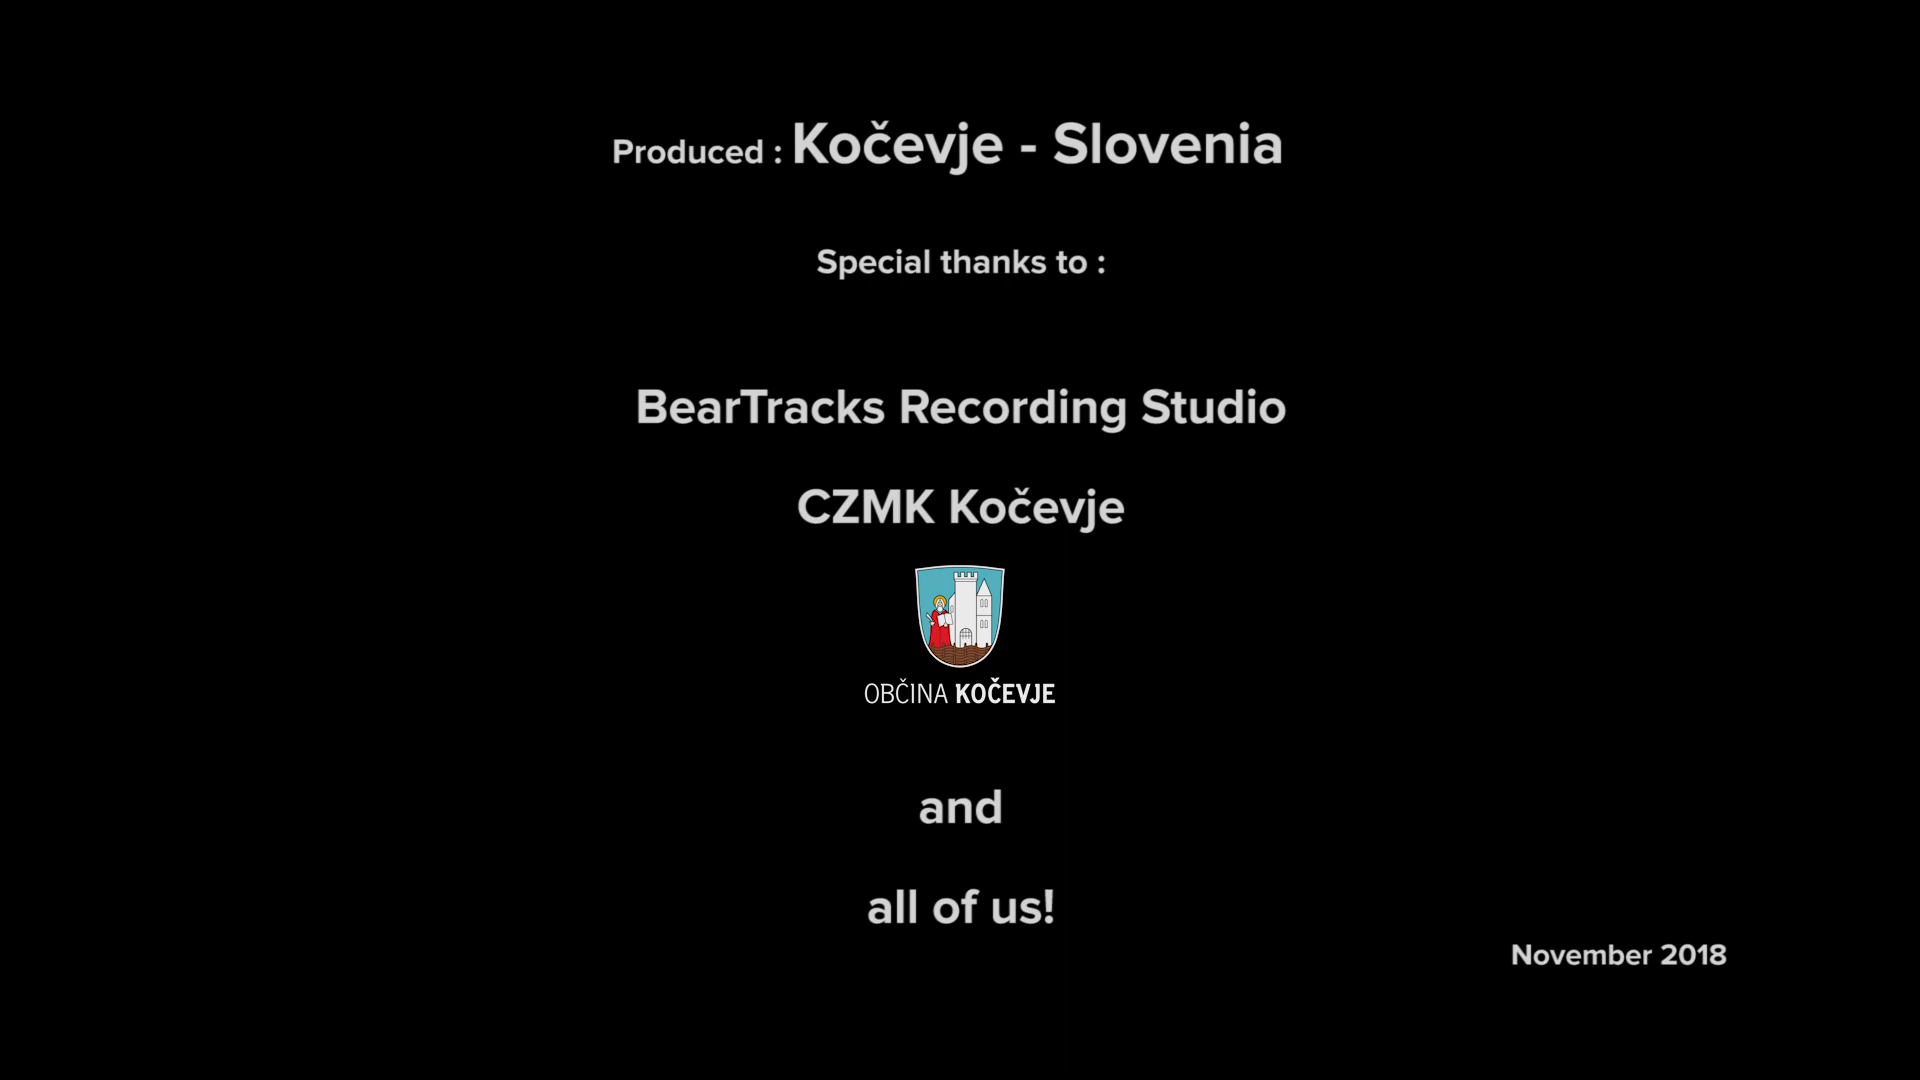 Produced : Kočevje - Slovenia
Special thanks to :
BearTracks Recording Studio
CZMK Kočevje
OBČINA KOČEVJE
and
all of us!
November 2018